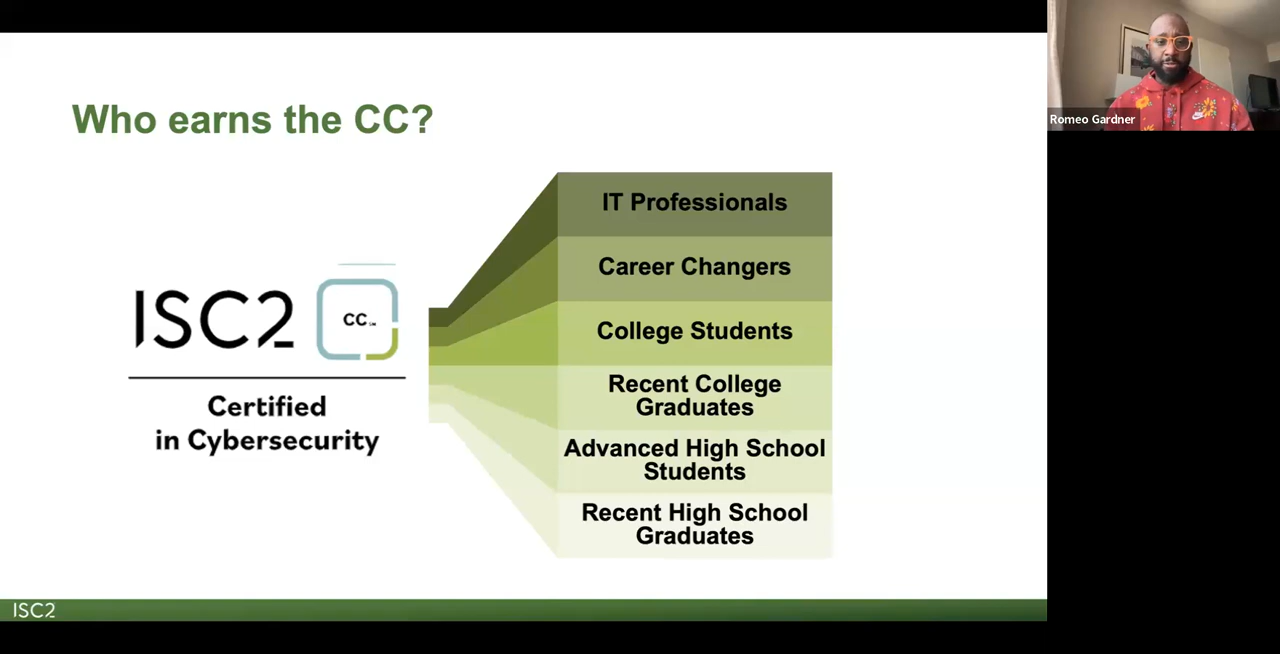 Who earns the CC?
IT Professionals
Career Changers
College Students
Recent College
Graduates
Advanced High School
Students
Recent High School
Graduates
ISC2
CC℠
Certified
in Cybersecurity
ISC2
Romeo Gardner